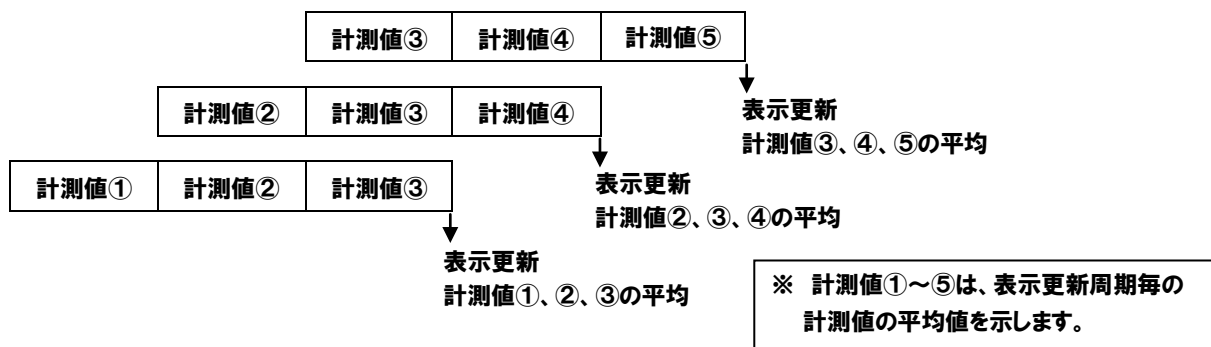 計測値③ 計測値④ 計測値⑤
表示更新
計測値③、④、⑤の平均
計測値② 計測値③ 計測値④
表示更新
計測値②、③、④の平均
計測値① 計測値② 計測値③
表示更新
計測値①、②、③の平均
※ 計測値①～⑤は、表示更新周期毎の
計測値の平均値を示します。